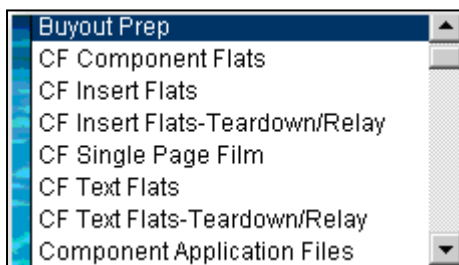 Buyout Prep
CF Component Flats
CF Insert Flats
CF Insert Flats-Teardown/Relay
CF Single Page Film
CF Text Flats
CF Text Flats-Teardown/Relay
Component Application Files